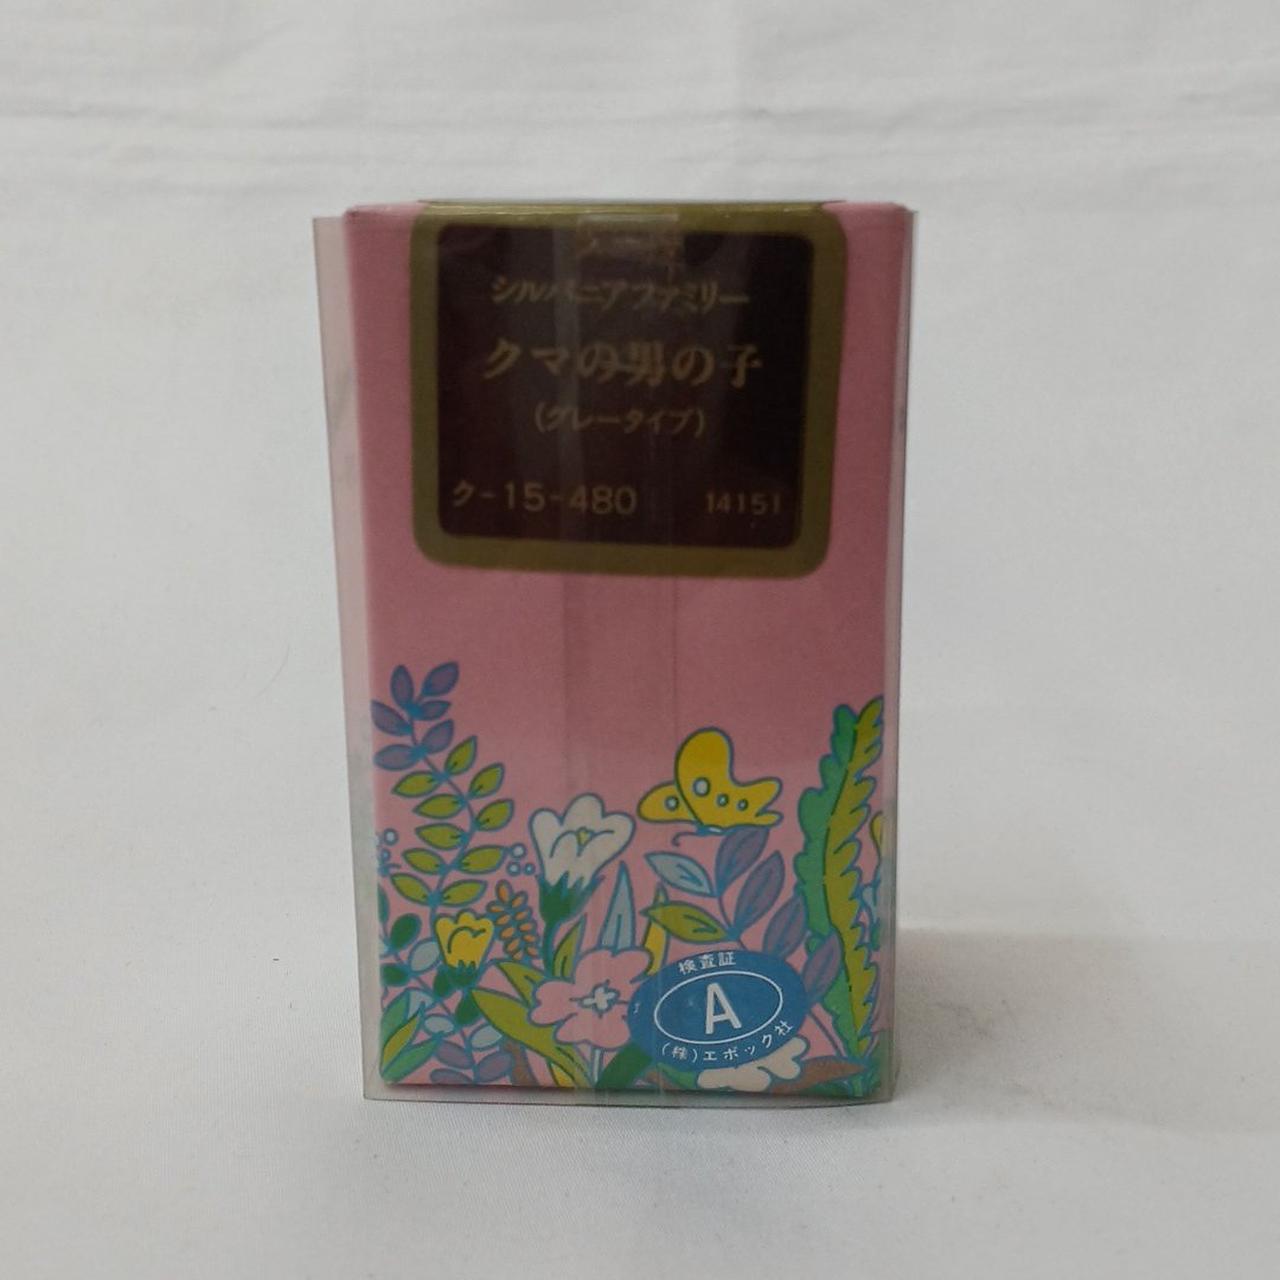 シルバニアファミリー
クマの男の子
(グレータイプ)
ク-15-480 14151
検査証
A
(株)エポック社